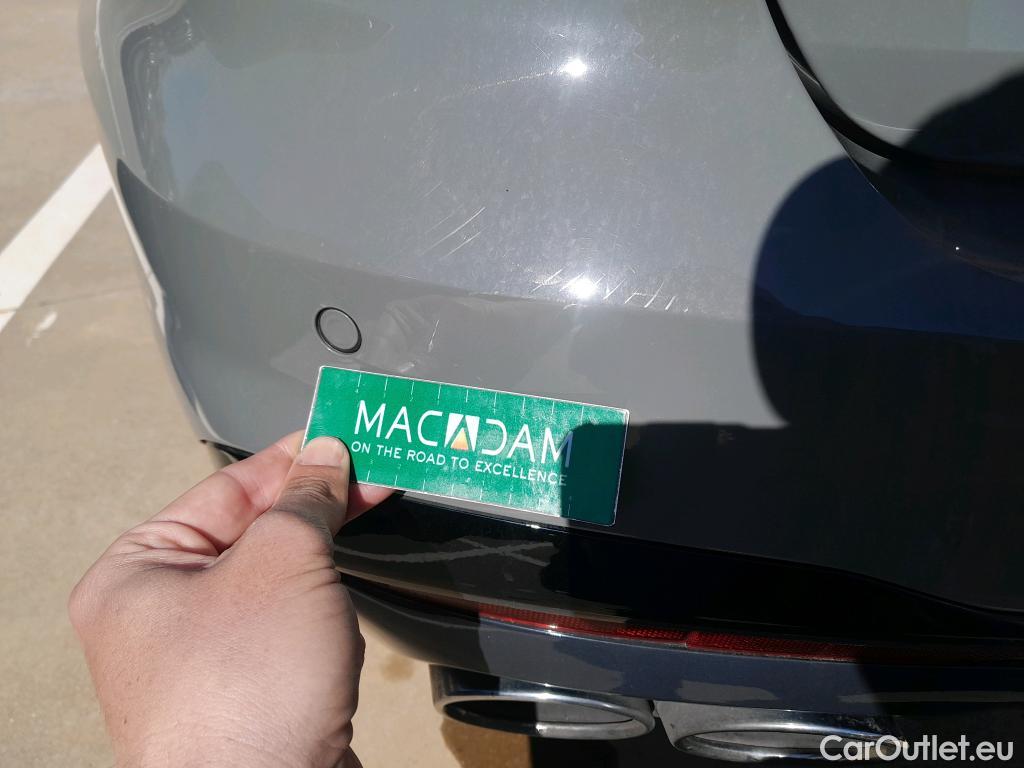 MACADAM
ON THE ROAD TO EXCELLENCE
CarOutlet.eu